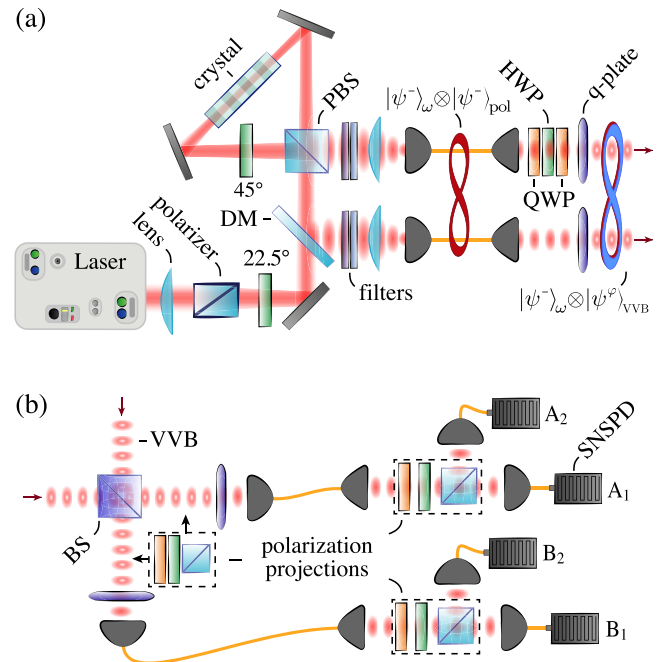 (a)
crystal
PBS
|ψ⁻⟩ω⊗|ψ⁻⟩pol
HWP
q-plate
45°
QWP
DM
polarizer
lens
22.5°
Laser
filters
|ψ⁻⟩ω⊗|ψᵠ⟩VVB
(b)
VVB
A₂
SNSPD
A₁
BS
polarization
projections
B₂
B₁